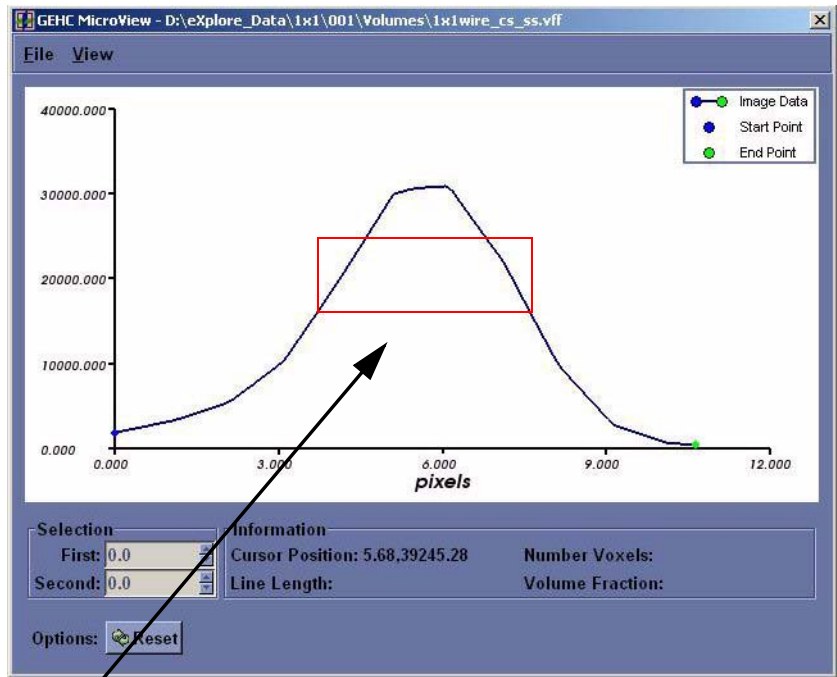 GEHC MicroView - D:\eXplore_Data\1x1\001\Volumes\1x1wire_cs_ss.vff
File View
40000.000
30000.000
20000.000
10000.000
0.000
0.000 3.000 6.000 9.000 12.000
pixels
Image Data
Start Point
End Point
Selection
First: 0.0
Second: 0.0
Information
Cursor Position: 5.68,39245.28 Number Voxels:
Line Length: Volume Fraction:
Options: Reset